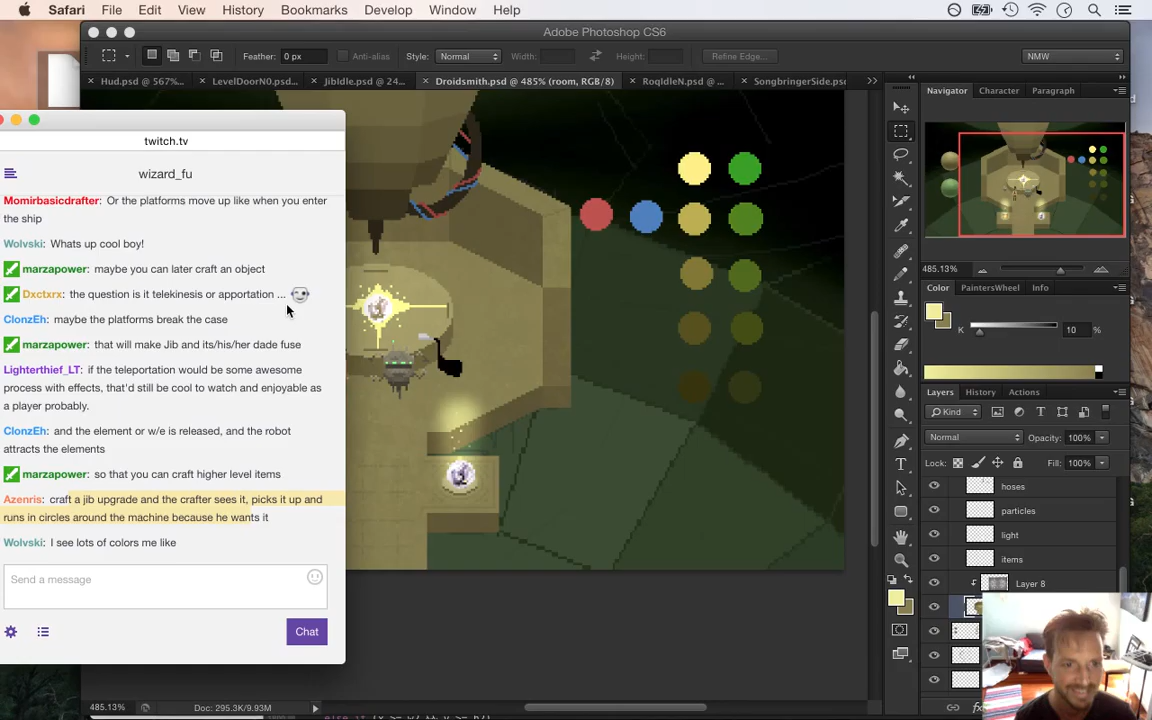 Safari File Edit View History Bookmarks Develop Window Help
Adobe Photoshop CS6
Feather: 0 px Anti-alias Style: Normal Width: Height: Refine Edge... NMW
Hud.psd @ 567%... LevelDoorN0.psd... JibIdle.psd @ 24... Droidsmith.psd @ 485% (room, RGB/8) RoqIdleN.psd @ ... SongbringerSide.psd
Navigator Character Paragraph
twitch.tv
wizard_fu
Momirbasicdrafter: Or the platforms move up like when you enter
the ship
Wolvski: Whats up cool boy!
marzapower: maybe you can later craft an object
Dxctxrx: the question is it telekinesis or apportation ...
ClonzEh: maybe the platforms break the case
marzapower: that will make Jib and its/his/her dade fuse
Lighterthief_LT: if the teleportation would be some awesome
process with effects, that'd still be cool to watch and enjoyable as
a player probably.
ClonzEh: and the element or w/e is released, and the robot
attracts the elements
marzapower: so that you can craft higher level items
Azenris: craft a jib upgrade and the crafter sees it, picks it up and
runs in circles around the machine because he wants it
Wolvski: I see lots of colors me like
Send a message
Chat
485.13%
Color PaintersWheel Info
K 10 %
Layers History Actions
Kind
Normal Opacity: 100%
Lock: Fill: 100%
hoses
particles
light
items
Layer 8
fx
485.13% Doc: 295.3K/9.93M